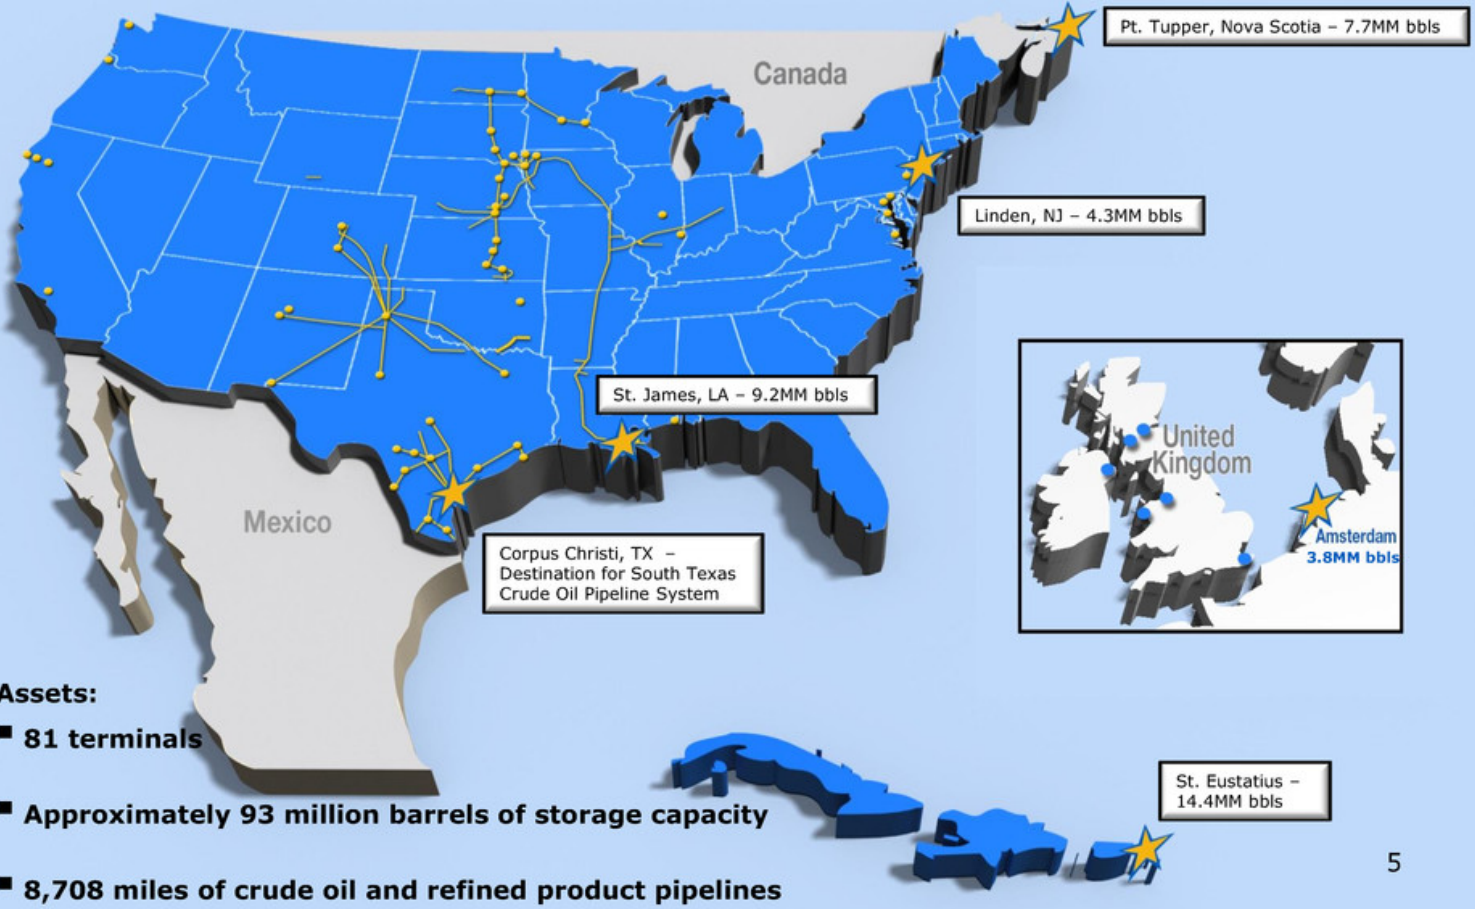 Pt. Tupper, Nova Scotia – 7.7MM bbls
Canada
Linden, NJ – 4.3MM bbls
St. James, LA – 9.2MM bbls
United
Kingdom
Amsterdam
3.8MM bbls
Mexico
Corpus Christi, TX –
Destination for South Texas
Crude Oil Pipeline System
Assets:
▪ 81 terminals
▪ Approximately 93 million barrels of storage capacity
▪ 8,708 miles of crude oil and refined product pipelines
St. Eustatius –
14.4MM bbls
5